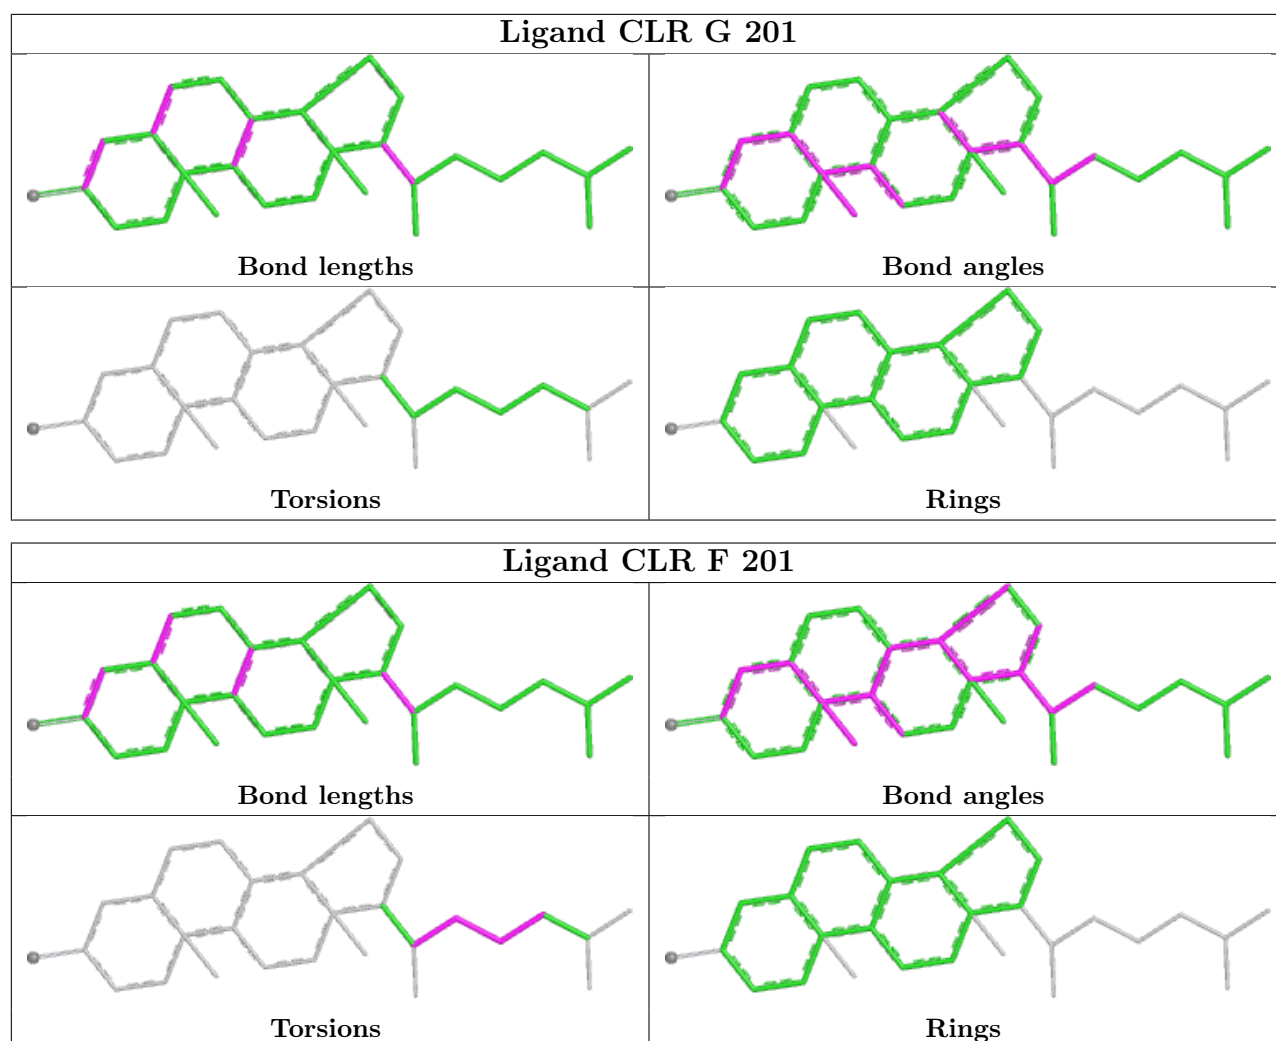 Ligand CLR G 201
Bond lengths
Bond angles
Torsions
Rings
Ligand CLR F 201
Bond lengths
Bond angles
Torsions
Rings